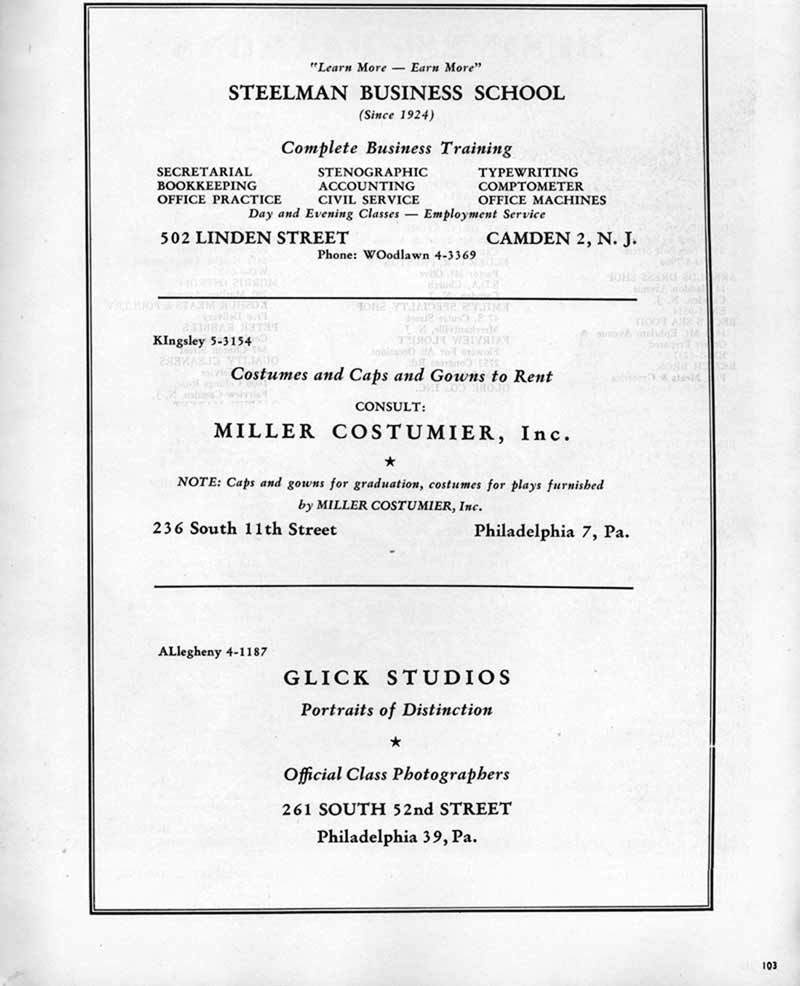 "Learn More — Earn More"
STEELMAN BUSINESS SCHOOL
(Since 1924)
Complete Business Training
SECRETARIAL STENOGRAPHIC TYPEWRITING
BOOKKEEPING ACCOUNTING COMPTOMETER
OFFICE PRACTICE CIVIL SERVICE OFFICE MACHINES
Day and Evening Classes — Employment Service
502 LINDEN STREET CAMDEN 2, N. J.
Phone: WOodlawn 4-3369
KIngsley 5-3154
Costumes and Caps and Gowns to Rent
CONSULT:
MILLER COSTUMIER, Inc.
★
NOTE: Caps and gowns for graduation, costumes for plays furnished
by MILLER COSTUMIER, Inc.
236 South 11th Street Philadelphia 7, Pa.
ALlegheny 4-1187
GLICK STUDIOS
Portraits of Distinction
★
Official Class Photographers
261 SOUTH 52nd STREET
Philadelphia 39, Pa.
103